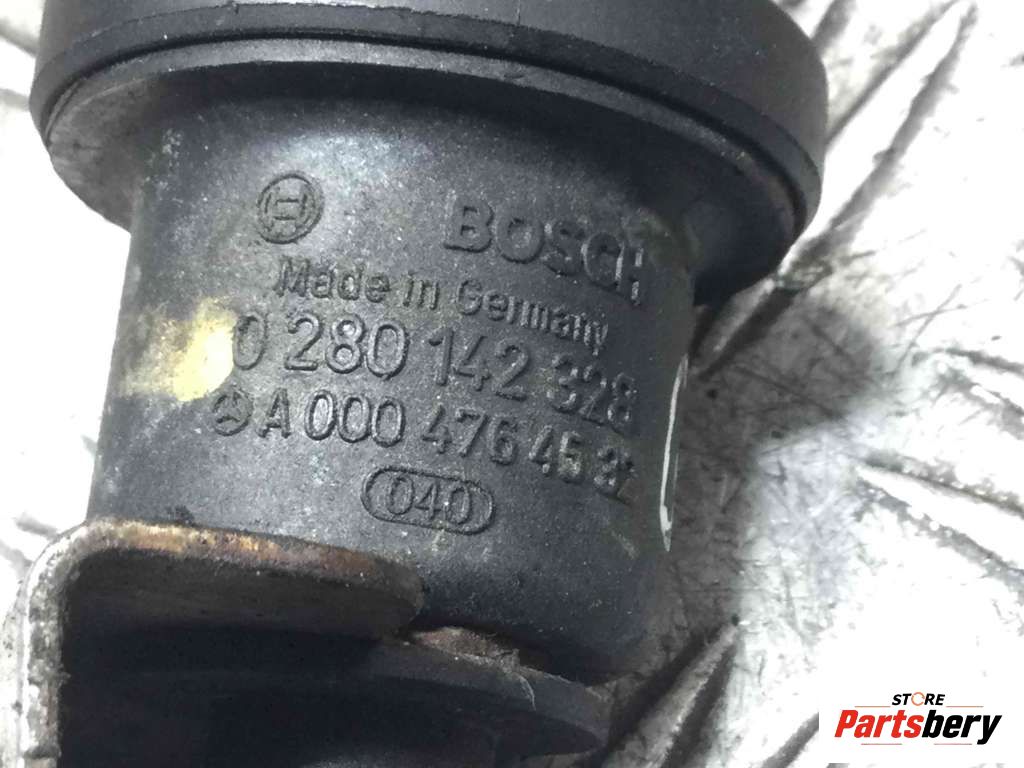 BOSCH
Made in Germany
0 280 142 328
A 000 476 45 32
040
STORE
Partsbery